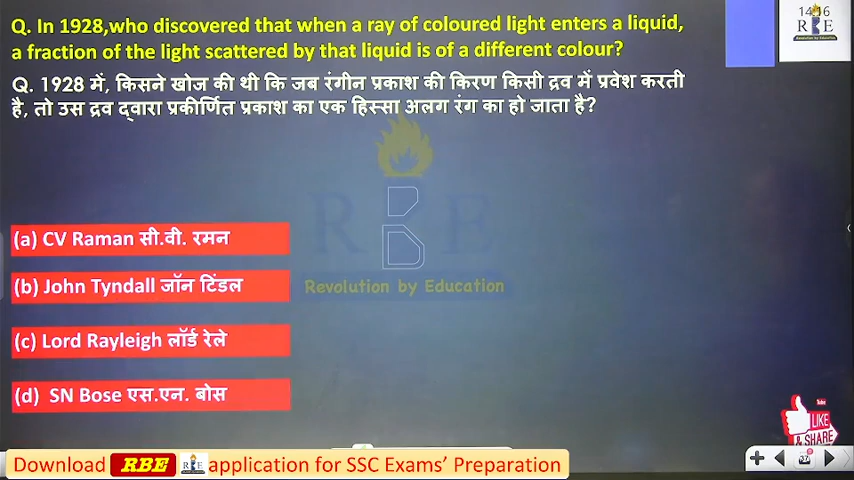 Q. In 1928,who discovered that when a ray of coloured light enters a liquid,
a fraction of the light scattered by that liquid is of a different colour?
Q. 1928 में, किसने खोज की थी कि जब रंगीन प्रकाश की किरण किसी द्रव में प्रवेश करती
है, तो उस द्रव द्वारा प्रकीर्णित प्रकाश का एक हिस्सा अलग रंग का हो जाता है?
RBE
Revolution by Education
RBE
Revolution by Education
(a) CV Raman सी.वी. रमन
(b) John Tyndall जॉन टिंडल
(c) Lord Rayleigh लॉर्ड रेले
(d) SN Bose एस.एन. बोस
LIKE
& SHARE
Download RBE RBE application for SSC Exams' Preparation